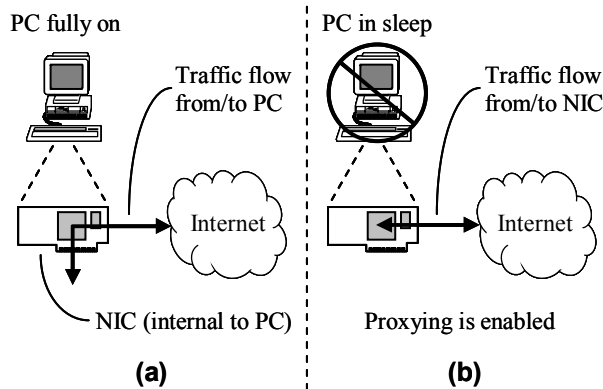 PC fully on
Traffic flow
from/to PC
Internet
NIC (internal to PC)
(a)
PC in sleep
Traffic flow
from/to NIC
Internet
Proxying is enabled
(b)